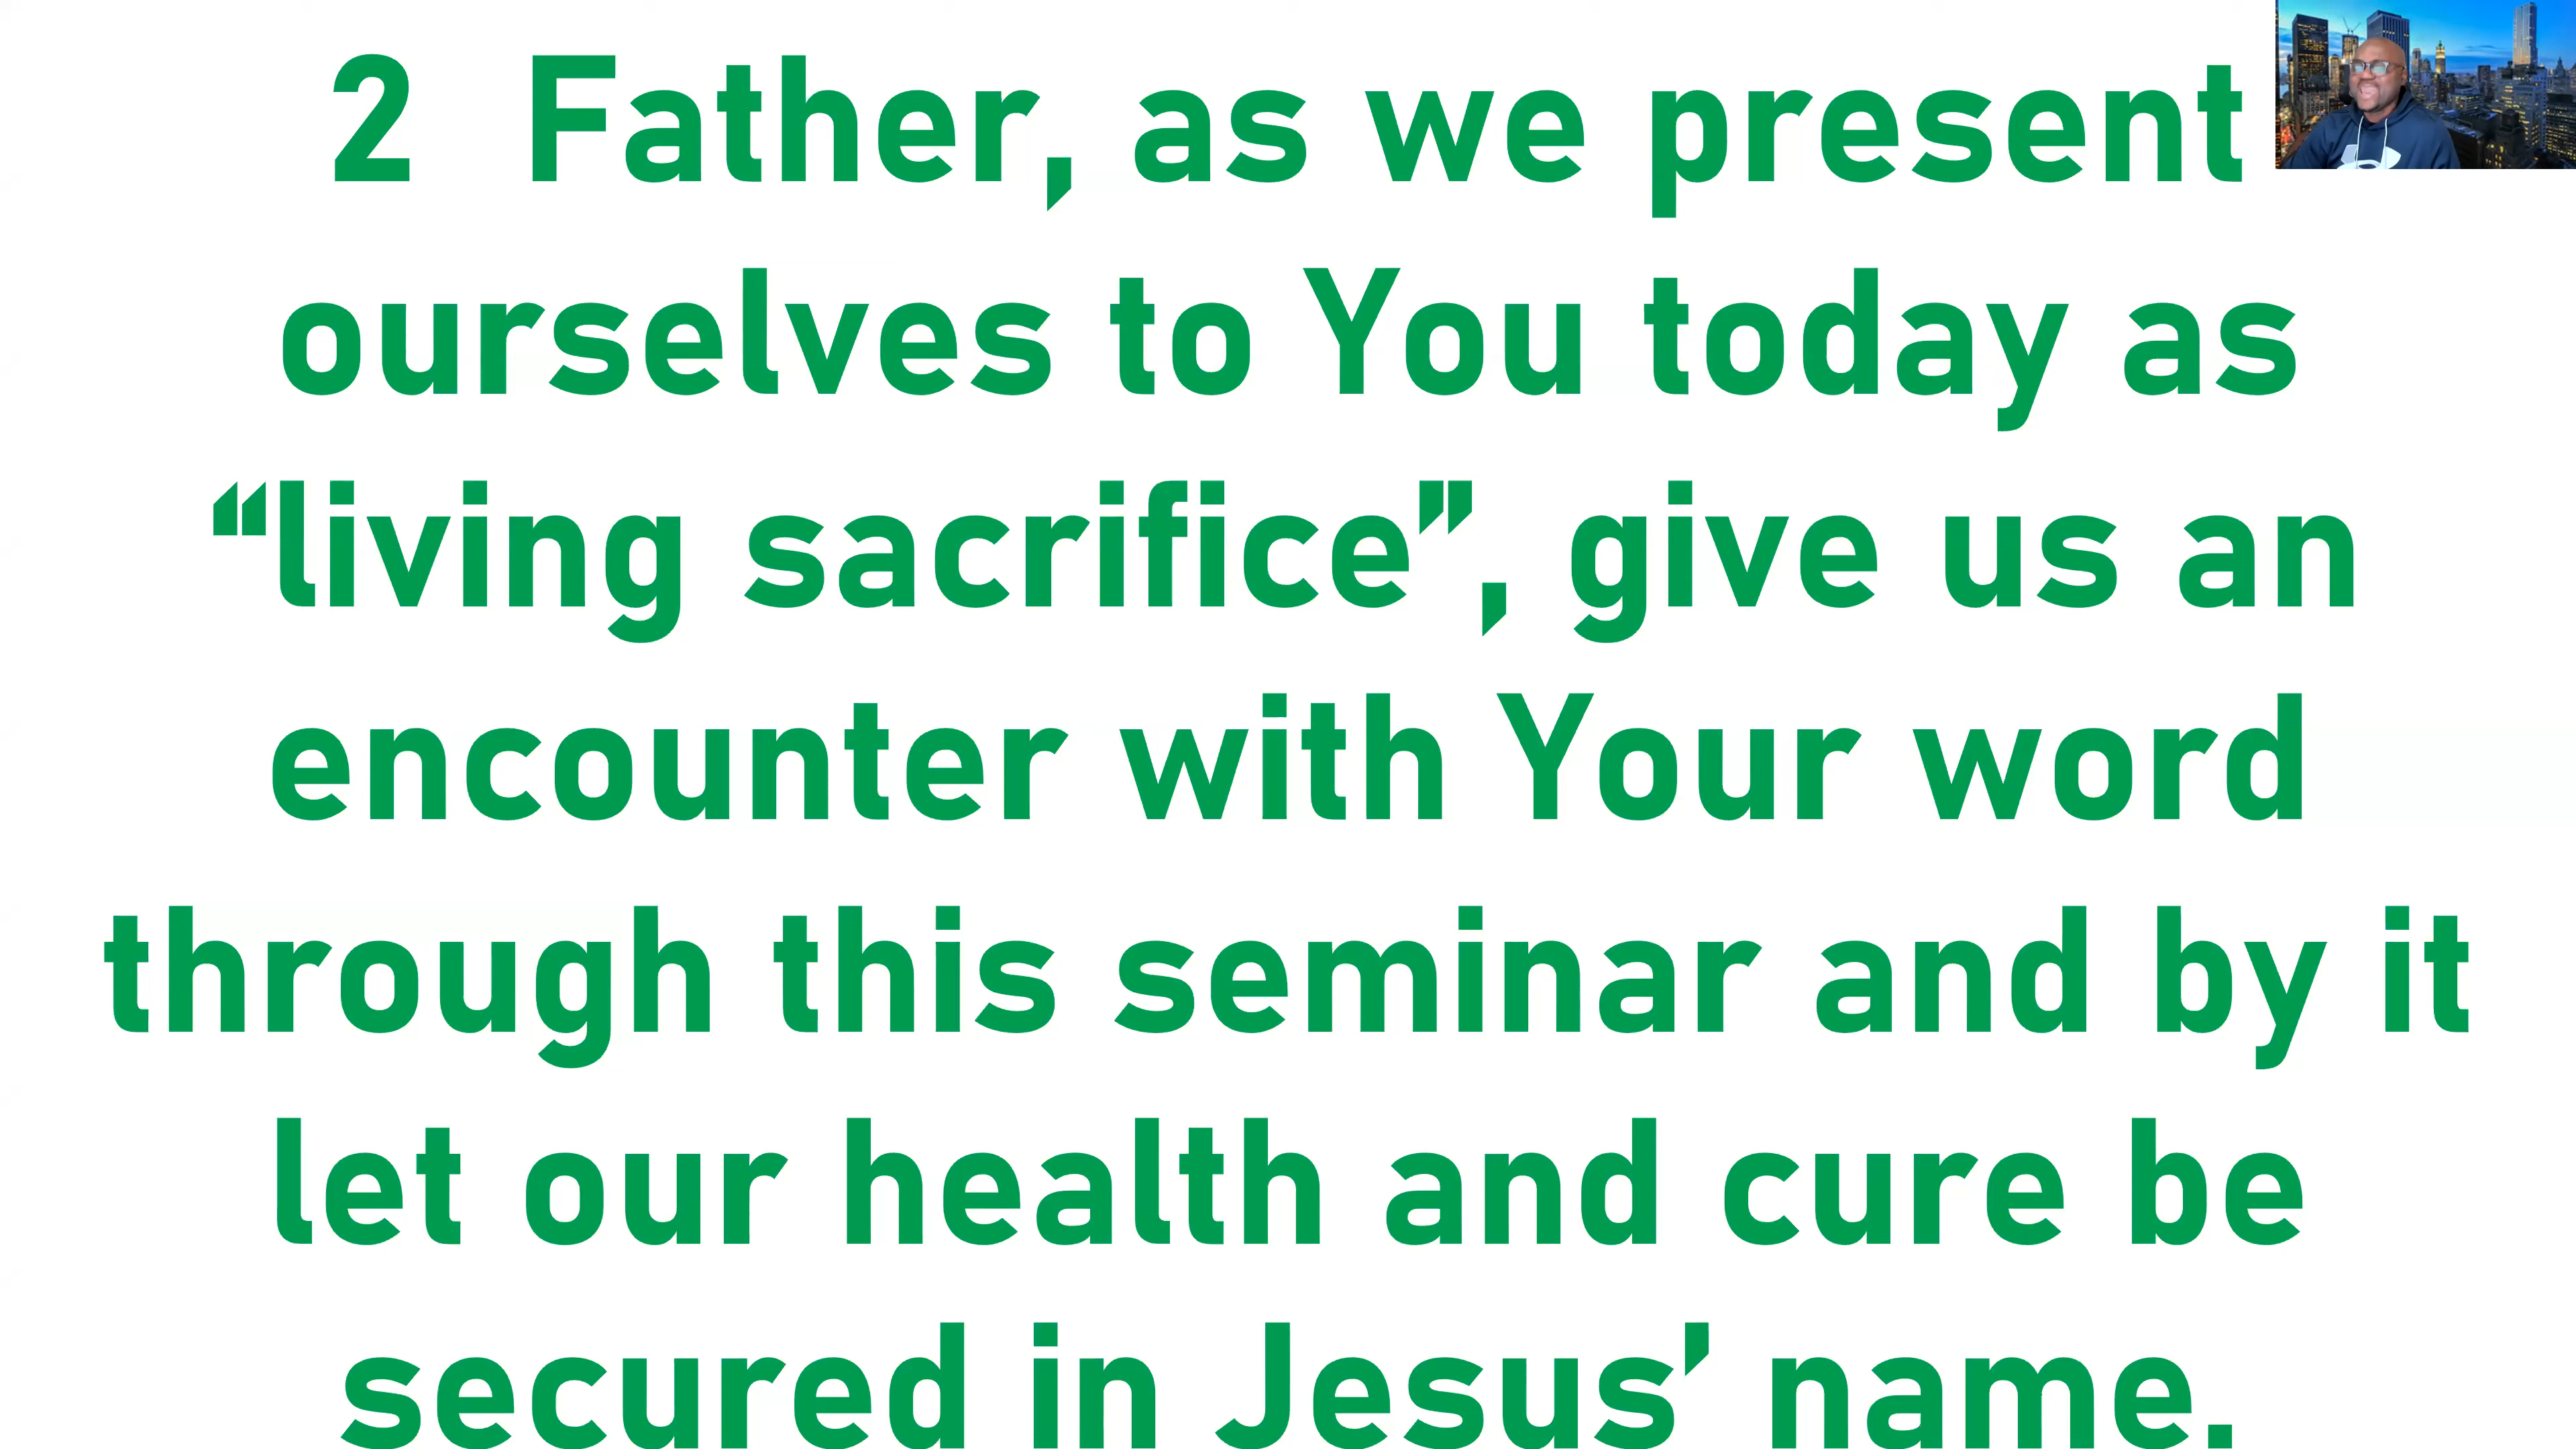 2 Father, as we present
ourselves to You today as
“living sacrifice”, give us an
encounter with Your word
through this seminar and by it
let our health and cure be
secured in Jesus’ name.